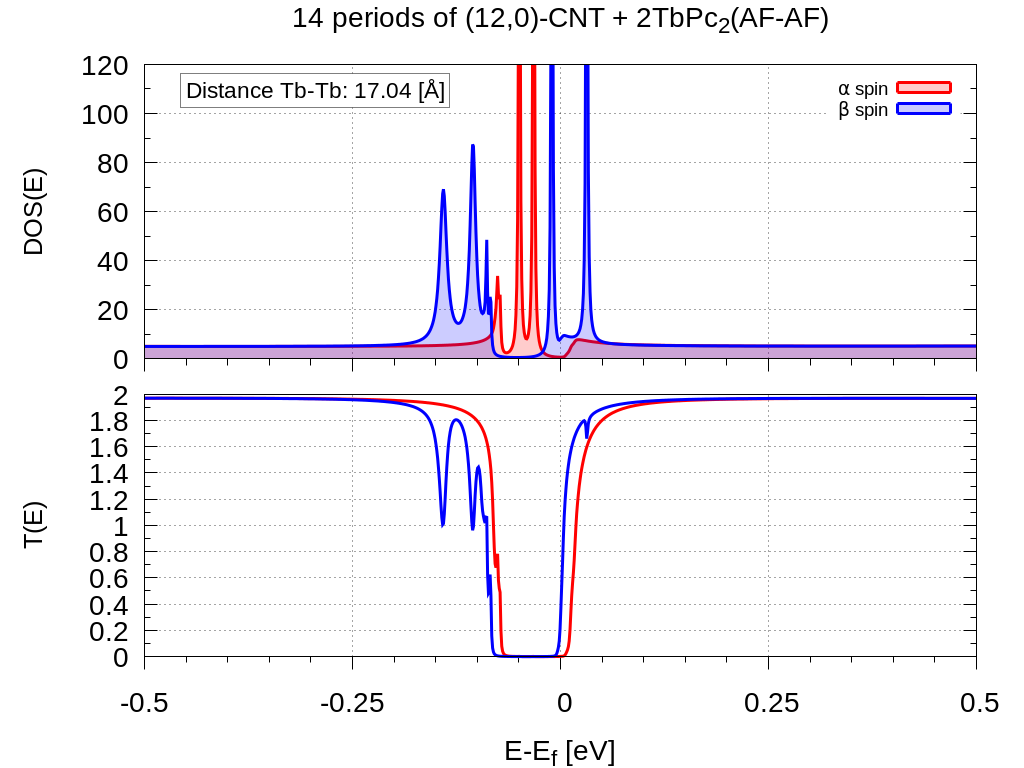 14 periods of (12,0)-CNT + 2TbPc2(AF-AF)
120
100
80
60
40
20
0
DOS(E)
Distance Tb-Tb: 17.04 [Å]
α spin
β spin
2
1.8
1.6
1.4
1.2
1
0.8
0.6
0.4
0.2
0
T(E)
-0.5 -0.25 0 0.25 0.5
E-Ef [eV]